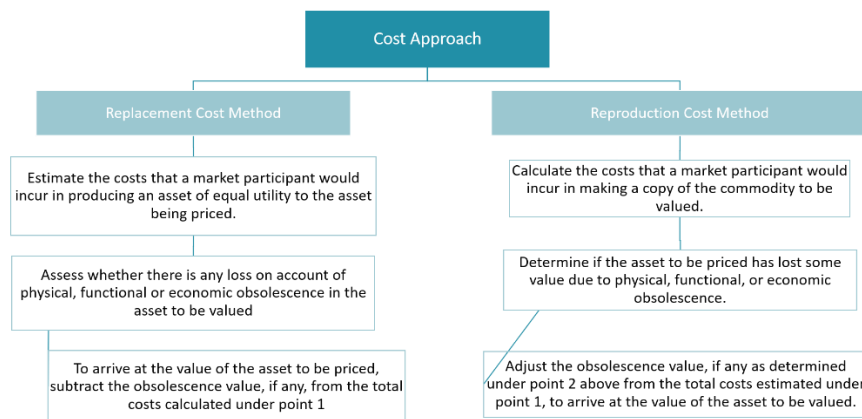 Cost Approach
Replacement Cost Method
Estimate the costs that a market participant would
incur in producing an asset of equal utility to the asset
being priced.
Assess whether there is any loss on account of
physical, functional or economic obsolescence in the
asset to be valued
To arrive at the value of the asset to be priced,
subtract the obsolescence value, if any, from the total
costs calculated under point 1
Reproduction Cost Method
Calculate the costs that a market participant would
incur in making a copy of the commodity to be
valued.
Determine if the asset to be priced has lost some
value due to physical, functional, or economic
obsolescence.
Adjust the obsolescence value, if any as determined
under point 2 above from the total costs estimated under
point 1, to arrive at the value of the asset to be valued.